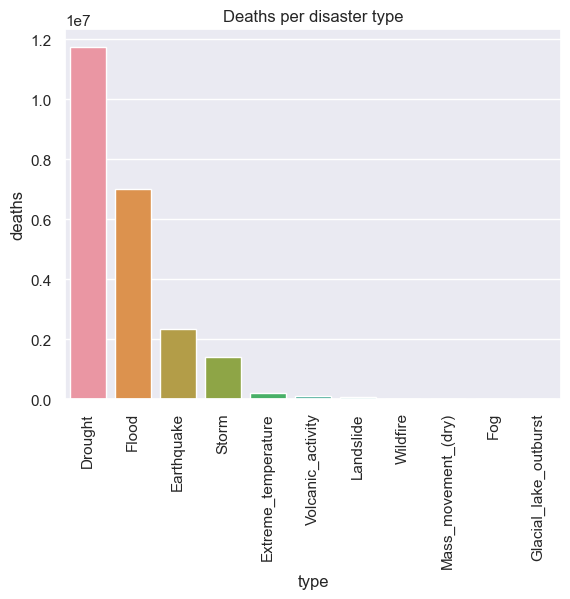 Deaths per disaster type
1e7
1.2
1.0
0.8
0.6
0.4
0.2
0.0
deaths
Drought
Flood
Earthquake
Storm
Extreme_temperature
Volcanic_activity
Landslide
Wildfire
Mass_movement_(dry)
Fog
Glacial_lake_outburst
type